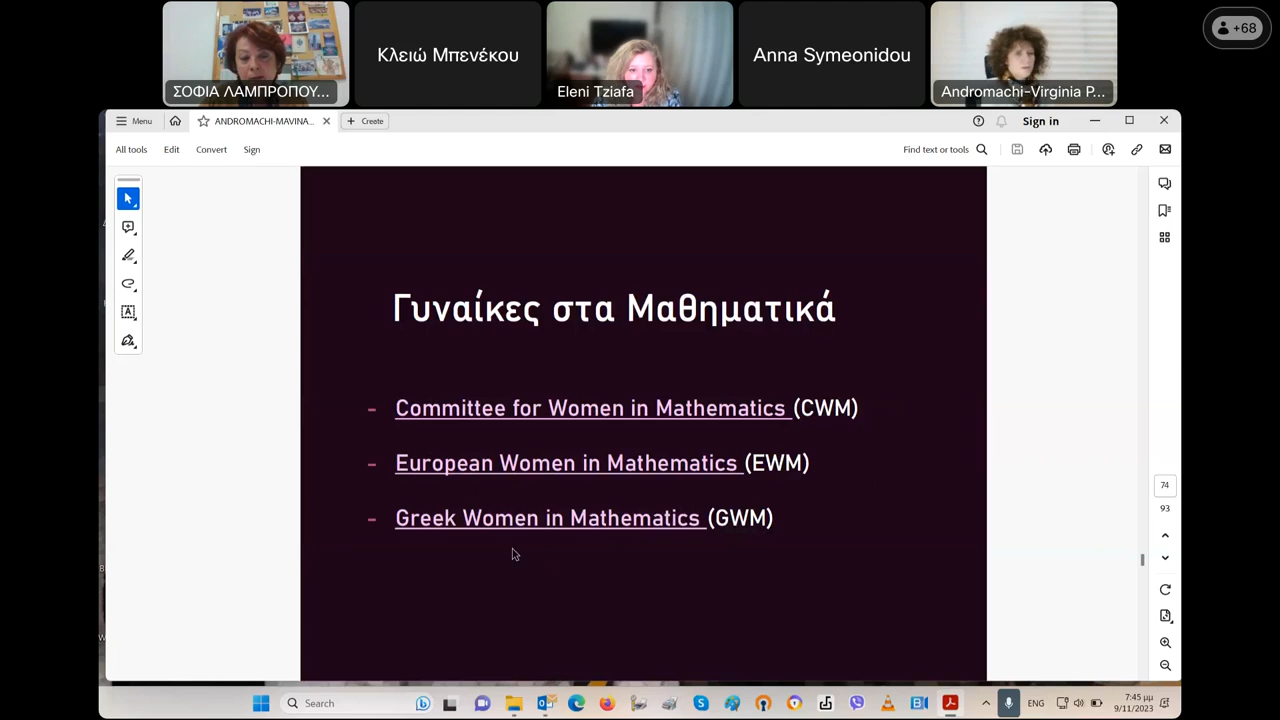 ΣΟΦΙΑ ΛΑΜΠΡΟΠΟΥ...
Κλειώ Μπενέκου
Eleni Tziafa
Anna Symeonidou
Andromachi-Virginia P...
+68
Menu
ANDROMACHI-MAVINA...
Create
Sign in
All tools
Edit
Convert
Sign
Find text or tools
Γυναίκες στα Μαθηματικά
- Committee for Women in Mathematics (CWM)
- European Women in Mathematics (EWM)
- Greek Women in Mathematics (GWM)
74
93
Search
ENG
7:45 μμ
9/11/2023